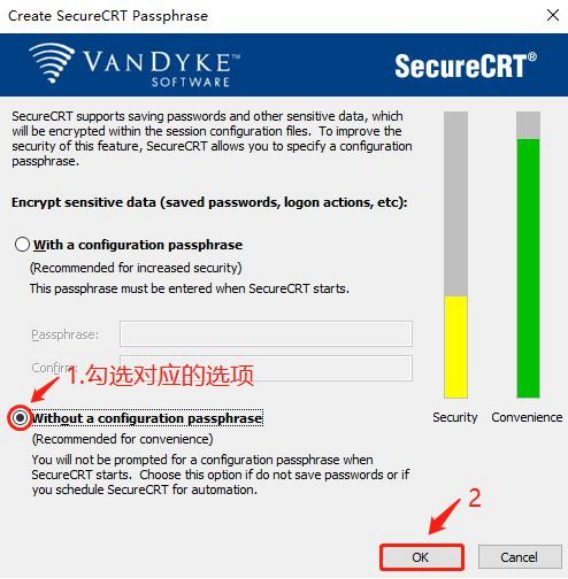 Create SecureCRT Passphrase
VANDYKE™
SOFTWARE
SecureCRT®
SecureCRT supports saving passwords and other sensitive data, which
will be encrypted within the session configuration files. To improve the
security of this feature, SecureCRT allows you to specify a configuration
passphrase.
Encrypt sensitive data (saved passwords, logon actions, etc):
With a configuration passphrase
(Recommended for increased security)
This passphrase must be entered when SecureCRT starts.
Passphrase:
Confirm:
1.勾选对应的选项
Without a configuration passphrase
(Recommended for convenience)
You will not be prompted for a configuration passphrase when
SecureCRT starts. Choose this option if do not save passwords or if
you schedule SecureCRT for automation.
Security
Convenience
2
OK
Cancel